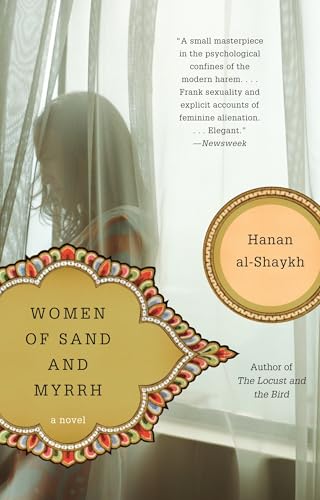 "A small masterpiece
in the psychological
confines of the
modern harem. . . .
Frank sexuality and
explicit accounts of
feminine alienation.
. . . Elegant."
—Newsweek
Hanan
al-Shaykh
WOMEN
OF SAND
AND
MYRRH
a novel
Author of
The Locust and
the Bird